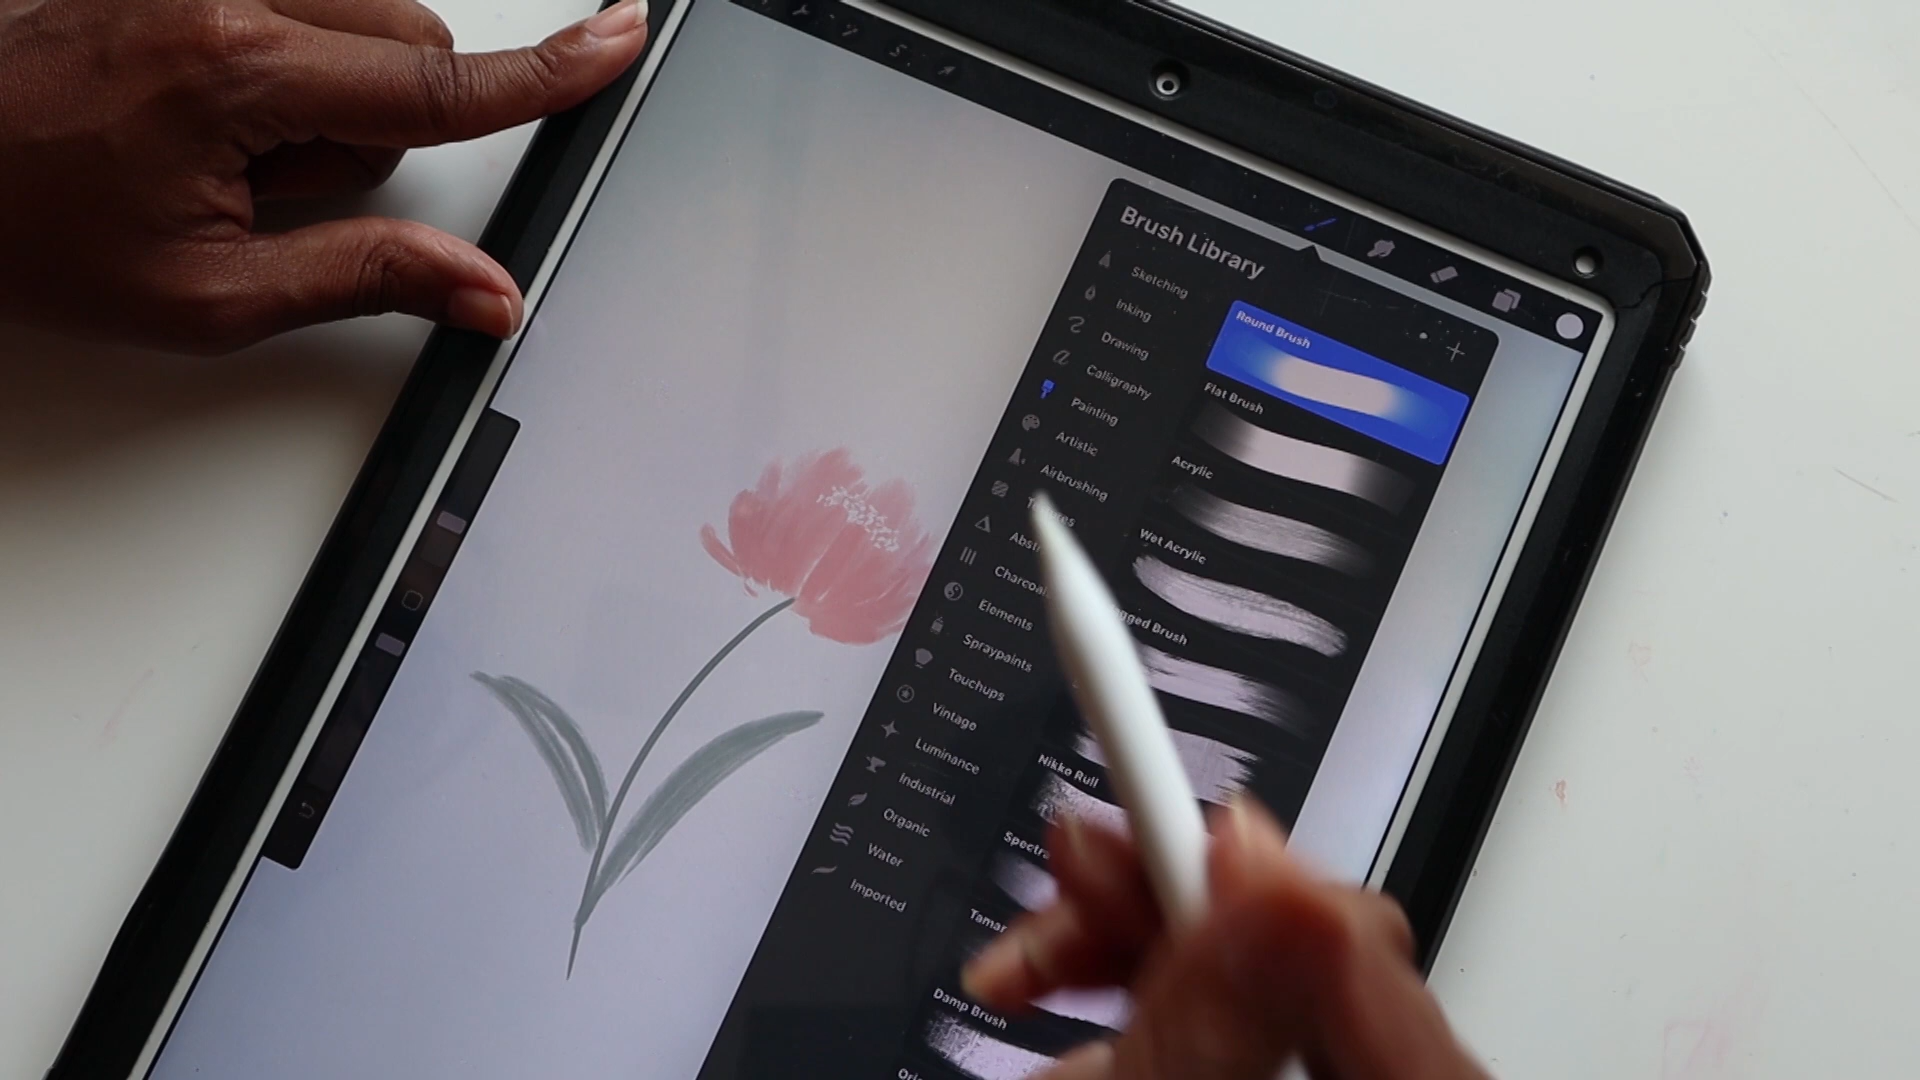 Brush Library
Sketching
Inking
Drawing
Calligraphy
Painting
Artistic
Airbrushing
Elements
Spraypaints
Touchups
Vintage
Luminance
Industrial
Organic
Water
Imported
Round Brush
Flat Brush
Acrylic
Wet Acrylic
Brush
Nikko Rull
Damp Brush